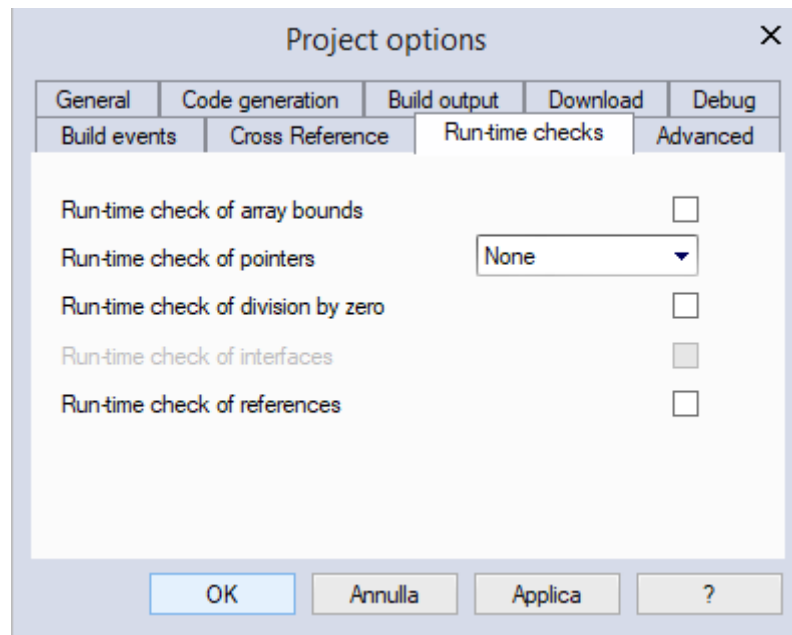 Project options
General Code generation Build output Download Debug
Build events Cross Reference Run-time checks Advanced
Run-time check of array bounds
Run-time check of pointers None
Run-time check of division by zero
Run-time check of interfaces
Run-time check of references
OK Annulla Applica ?